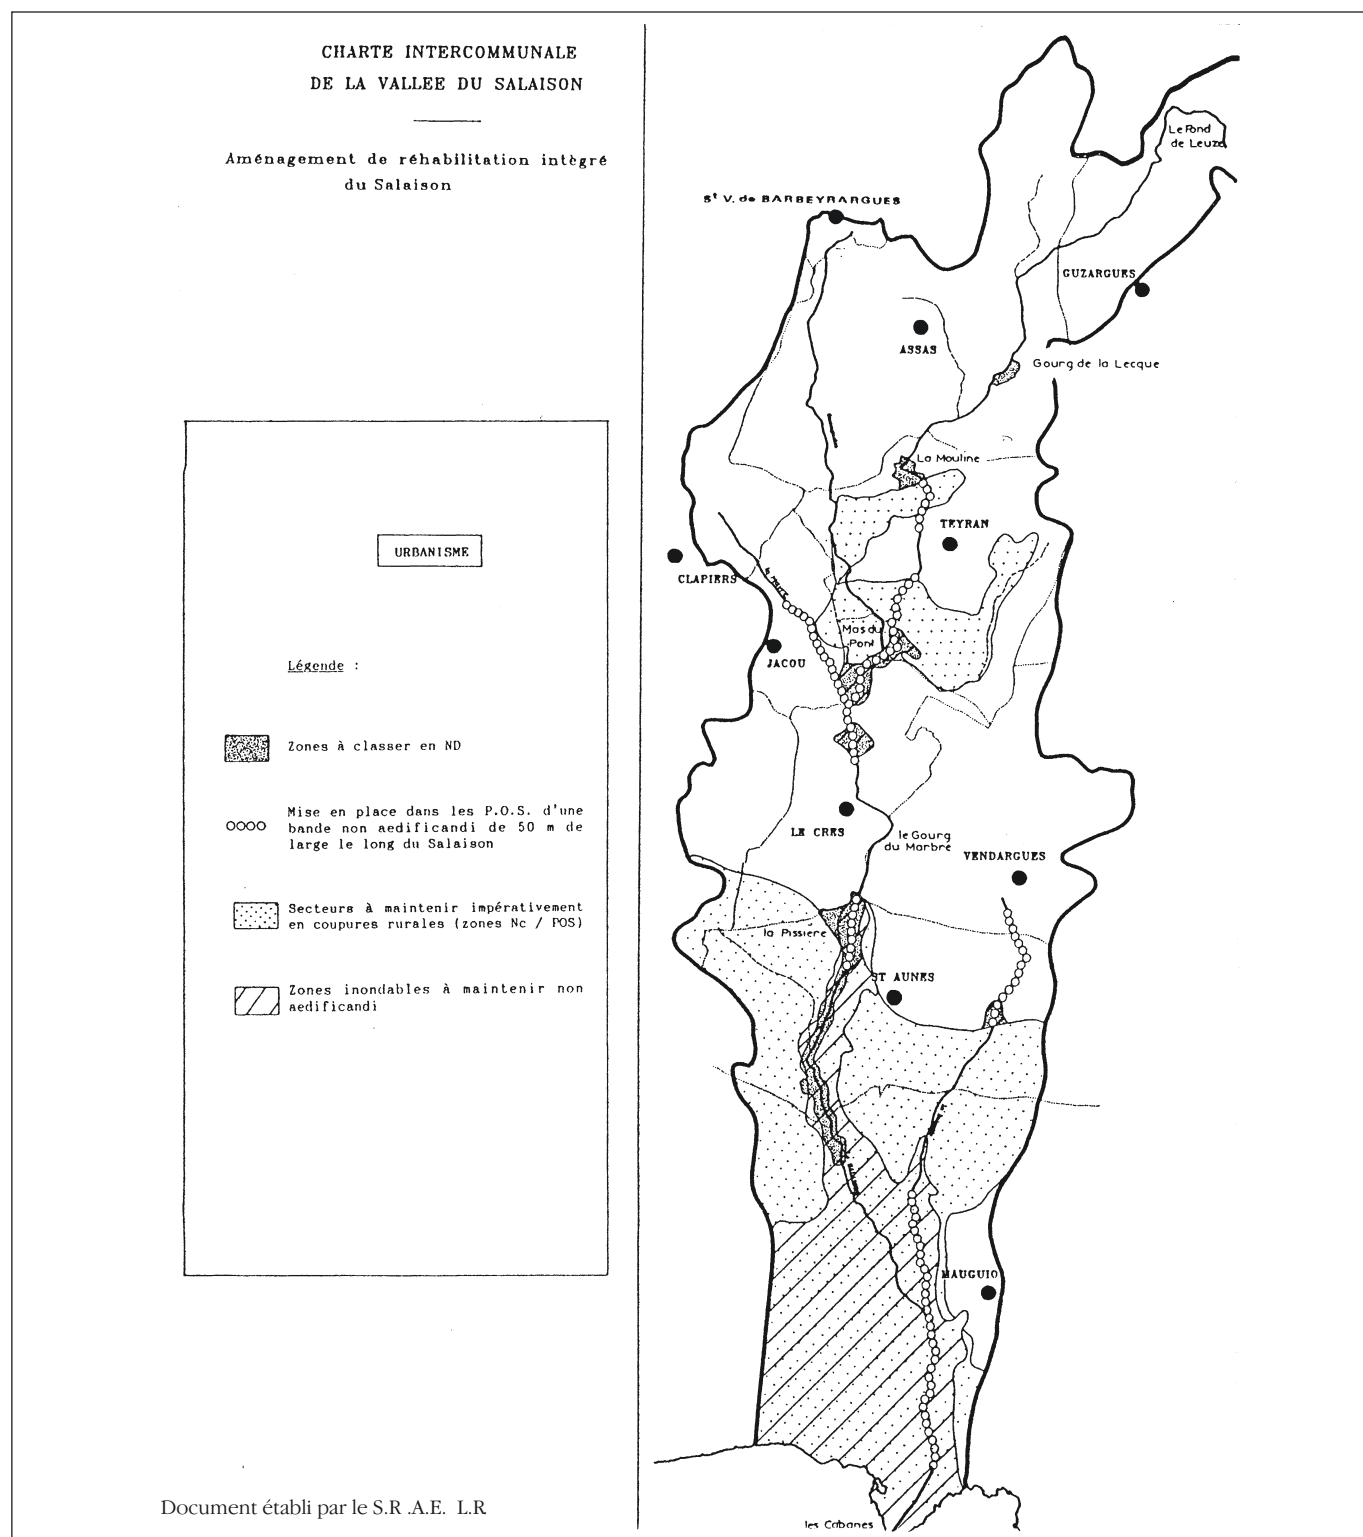 CHARTE INTERCOMMUNALE
DE LA VALLEE DU SALAISON
Aménagement de réhabilitation intègré
du Salaison
URBANISME
Légende :
Zones à classer en ND
Mise en place dans les P.O.S. d'une
bande non aedificandi de 50 m de
large le long du Salaison
Secteurs à maintenir impérativement
en coupures rurales (zones Nc / POS)
Zones inondables à maintenir non
aedificandi
Document établi par le S.R .A.E. L.R
Le Fond
de Leuze
St V. de BARBEYRARGUES
GUZARGUES
ASSAS
Gourg de la Lecque
La Mouline
TEYRAN
CLAPIERS
Mas du
Pont
JACOU
LE CRES
le Gourg
du Marbre
VENDARGUES
la Pissière
ST AUNES
MAUGUIO
les Cabanes